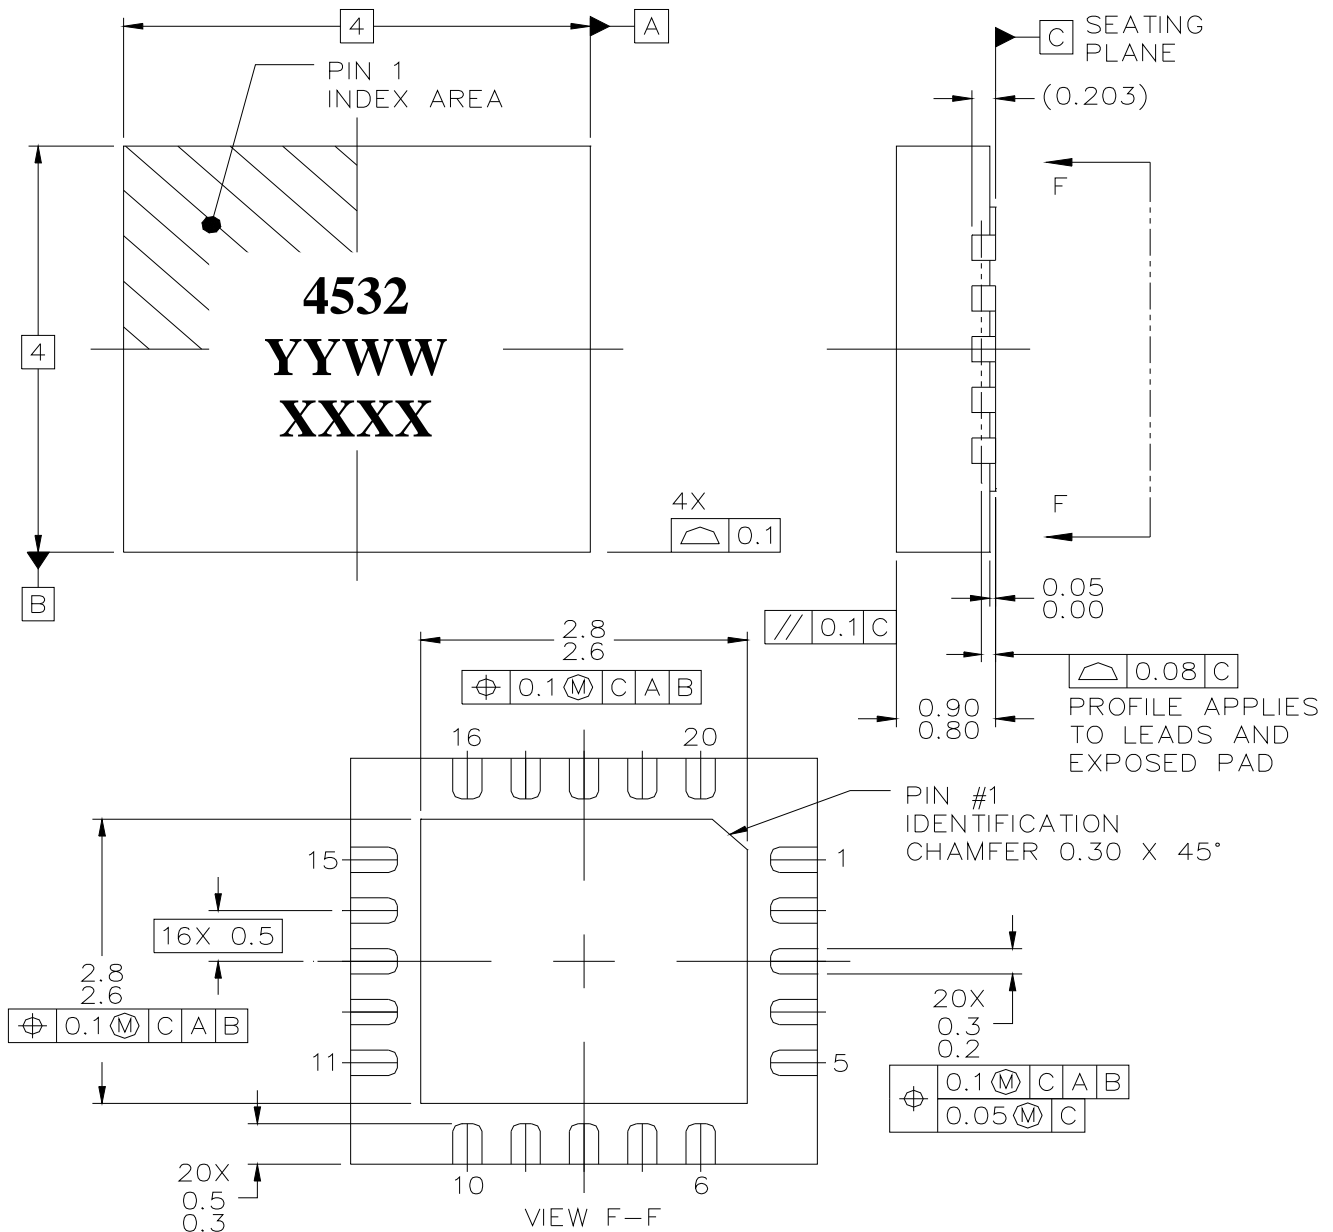 4
A
PIN 1
INDEX AREA
C
SEATING
PLANE
(0.203)
F
4532
YYWW
XXXX
4
B
4X
0.1
F
0.05
0.00
// 0.1 C
0.08 C
PROFILE APPLIES
TO LEADS AND
EXPOSED PAD
0.90
0.80
2.8
2.6
⌖ 0.1 Ⓜ C A B
16
20
PIN #1
IDENTIFICATION
CHAMFER 0.30 X 45°
15
1
16X 0.5
2.8
2.6
⌖ 0.1 Ⓜ C A B
11
5
20X
0.3
0.2
⌖ 0.1 Ⓜ C A B
0.05 Ⓜ C
20X
0.5
0.3
10
6
VIEW F-F